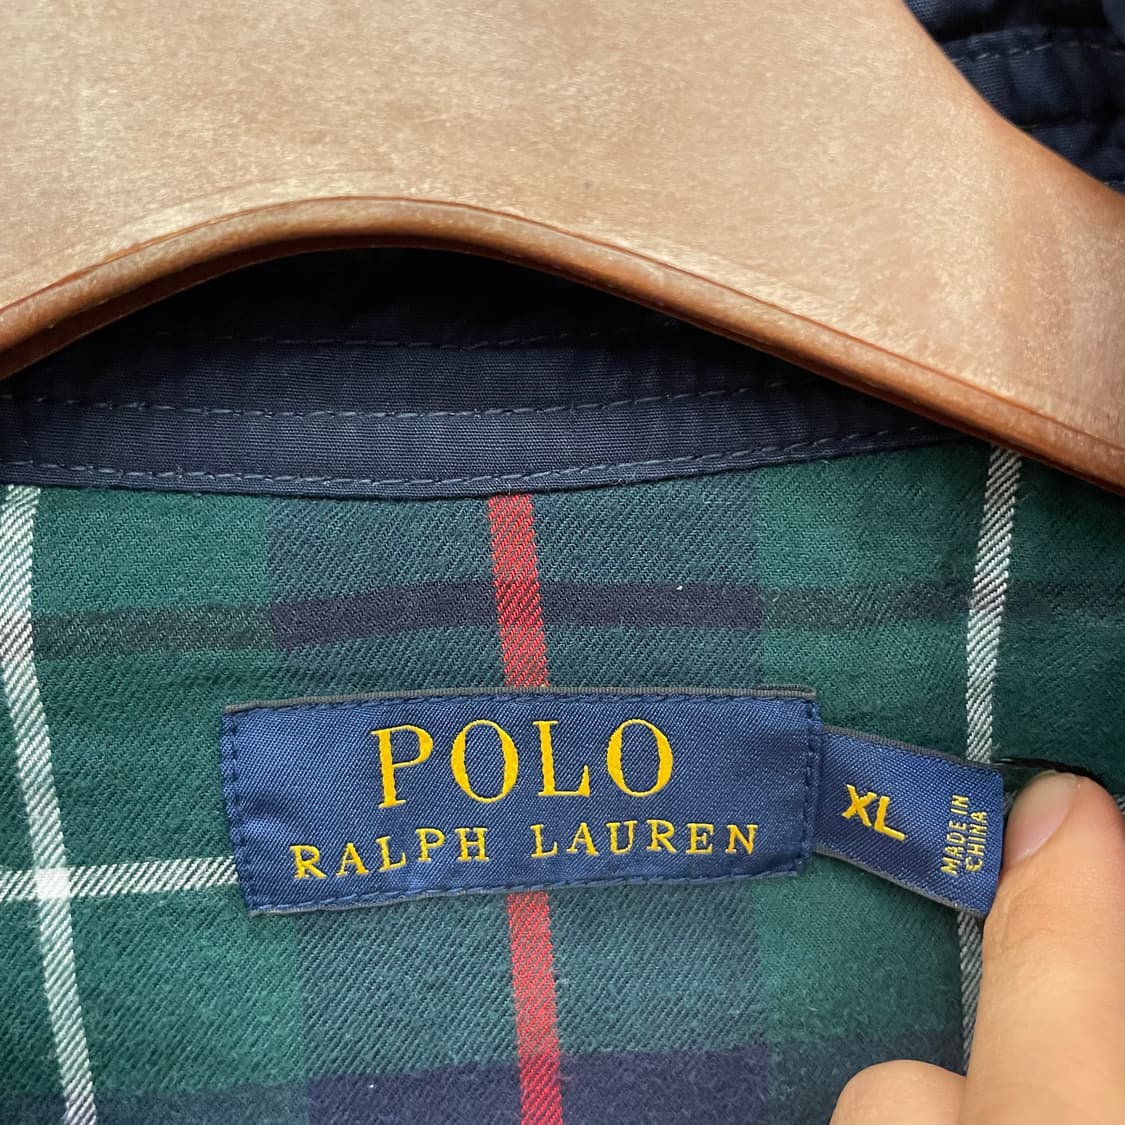 POLO
RALPH LAUREN
XL
MADE IN
CHINA